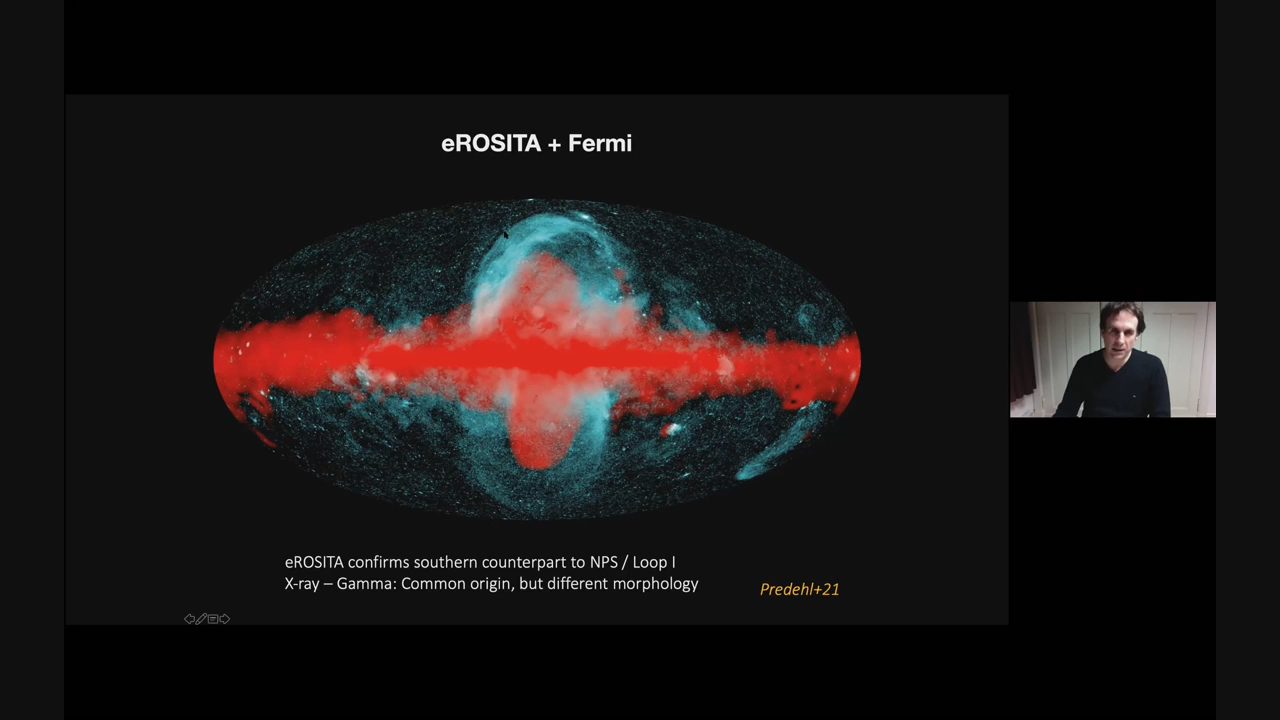 eROSITA + Fermi
eROSITA confirms southern counterpart to NPS / Loop I
X-ray – Gamma: Common origin, but different morphology
Predehl+21